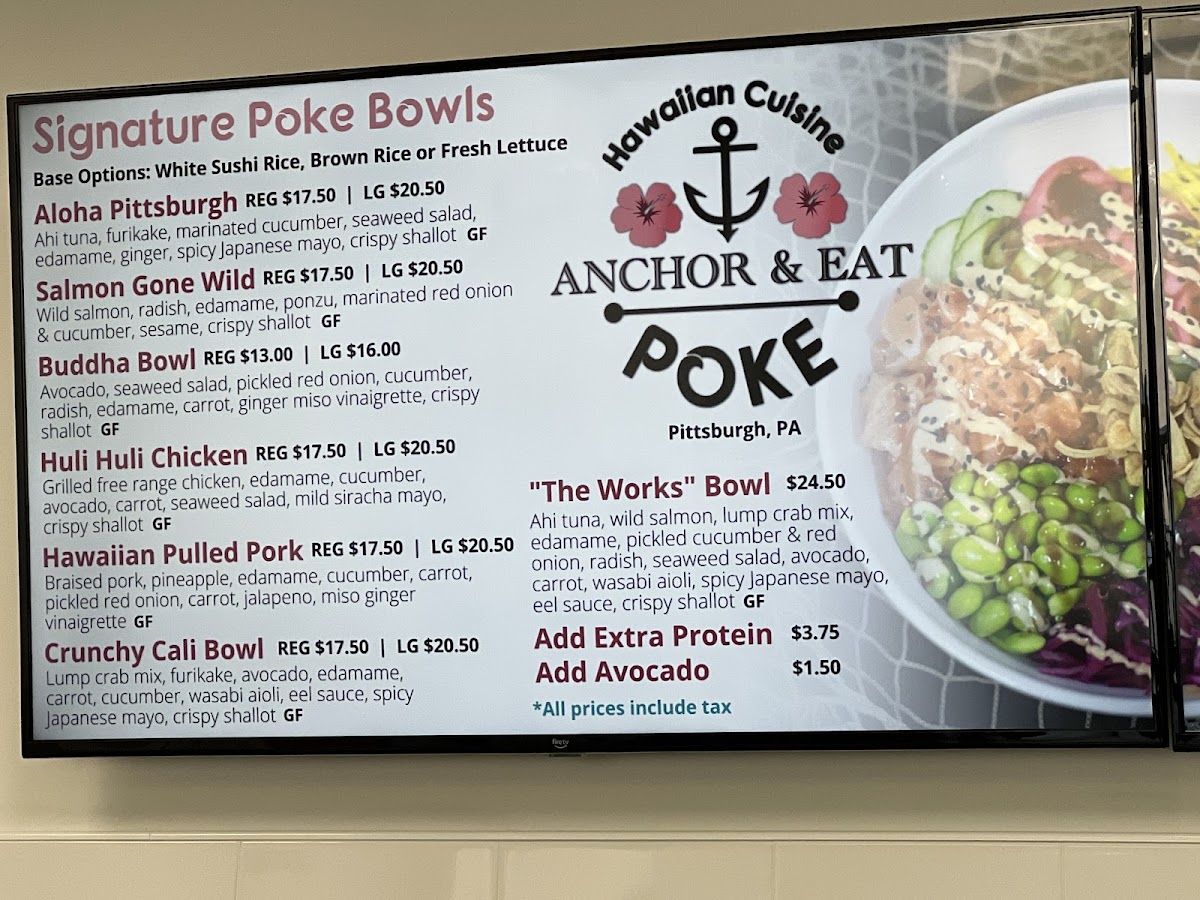 Signature Poke Bowls
Base Options: White Sushi Rice, Brown Rice or Fresh Lettuce
Aloha Pittsburgh REG $17.50 | LG $20.50
Ahi tuna, furikake, marinated cucumber, seaweed salad,
edamame, ginger, spicy Japanese mayo, crispy shallot GF
Salmon Gone Wild REG $17.50 | LG $20.50
Wild salmon, radish, edamame, ponzu, marinated red onion
& cucumber, sesame, crispy shallot GF
Buddha Bowl REG $13.00 | LG $16.00
Avocado, seaweed salad, pickled red onion, cucumber,
radish, edamame, carrot, ginger miso vinaigrette, crispy
shallot GF
Huli Huli Chicken REG $17.50 | LG $20.50
Grilled free range chicken, edamame, cucumber,
avocado, carrot, seaweed salad, mild siracha mayo,
crispy shallot GF
Hawaiian Pulled Pork REG $17.50 | LG $20.50
Braised pork, pineapple, edamame, cucumber, carrot,
pickled red onion, carrot, jalapeno, miso ginger
vinaigrette GF
Crunchy Cali Bowl REG $17.50 | LG $20.50
Lump crab mix, furikake, avocado, edamame,
carrot, cucumber, wasabi aioli, eel sauce, spicy
Japanese mayo, crispy shallot GF
Hawaiian Cuisine
ANCHOR & EAT
POKE
Pittsburgh, PA
"The Works" Bowl $24.50
Ahi tuna, wild salmon, lump crab mix,
edamame, pickled cucumber & red
onion, radish, seaweed salad, avocado,
carrot, wasabi aioli, spicy Japanese mayo,
eel sauce, crispy shallot GF
Add Extra Protein $3.75
Add Avocado $1.50
*All prices include tax
fire tv